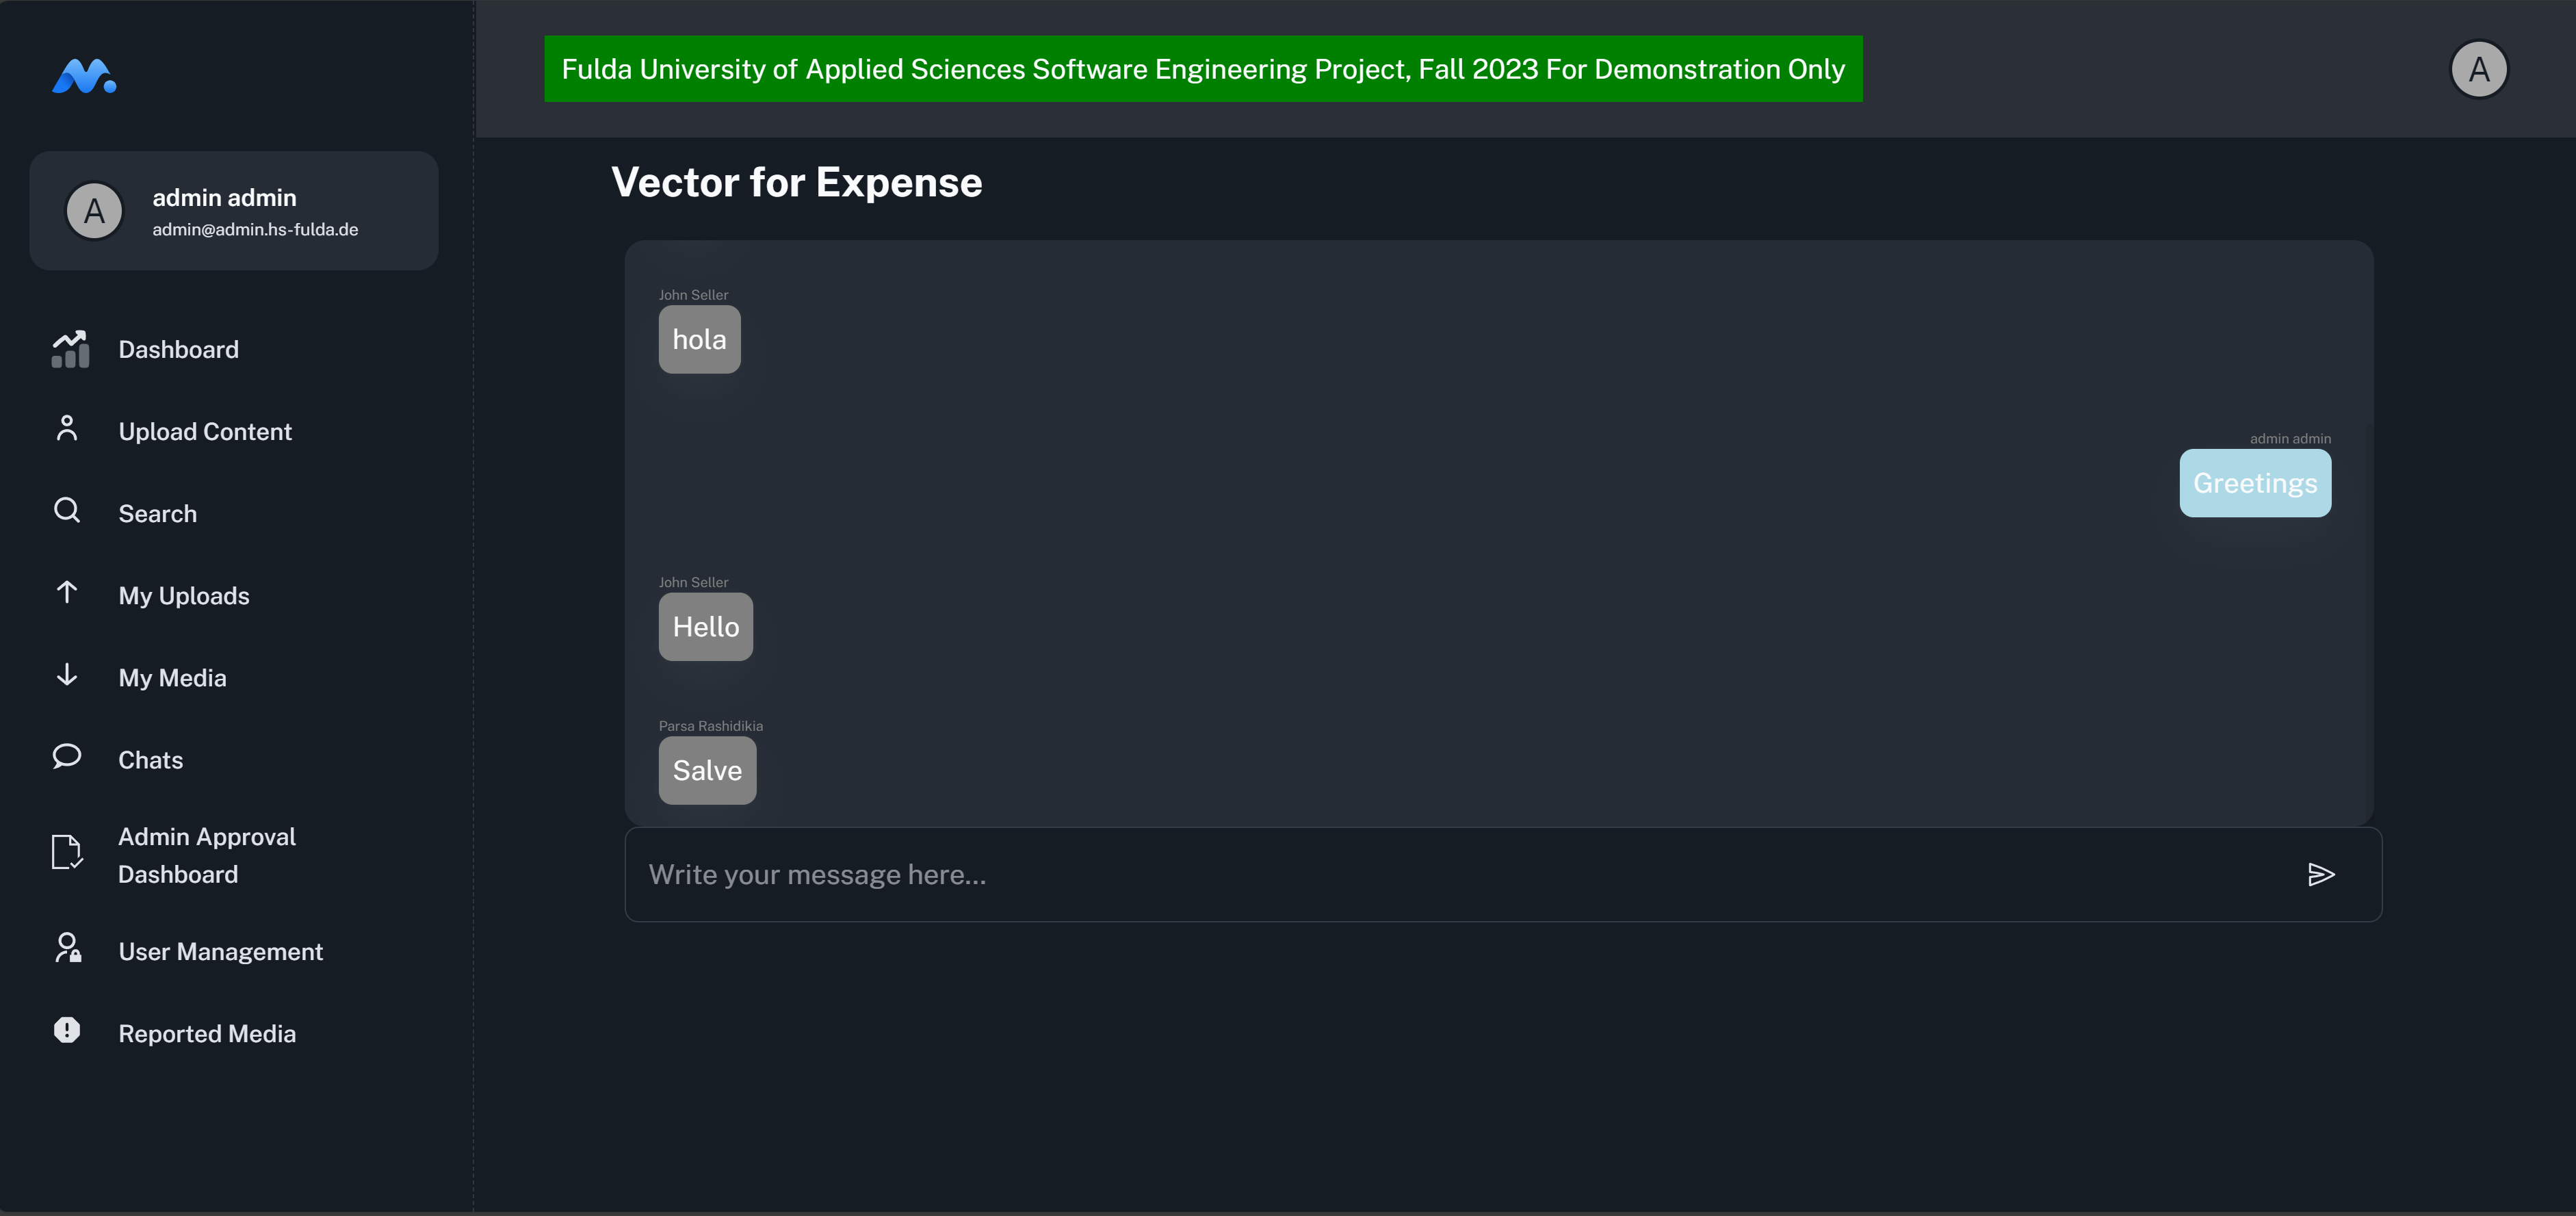 Fulda University of Applied Sciences Software Engineering Project, Fall 2023 For Demonstration Only
A
A
admin admin
admin@admin.hs-fulda.de
Dashboard
Upload Content
Search
My Uploads
My Media
Chats
Admin Approval
Dashboard
User Management
Reported Media
Vector for Expense
John Seller
hola
admin admin
Greetings
John Seller
Hello
Parsa Rashidikia
Salve
Write your message here...